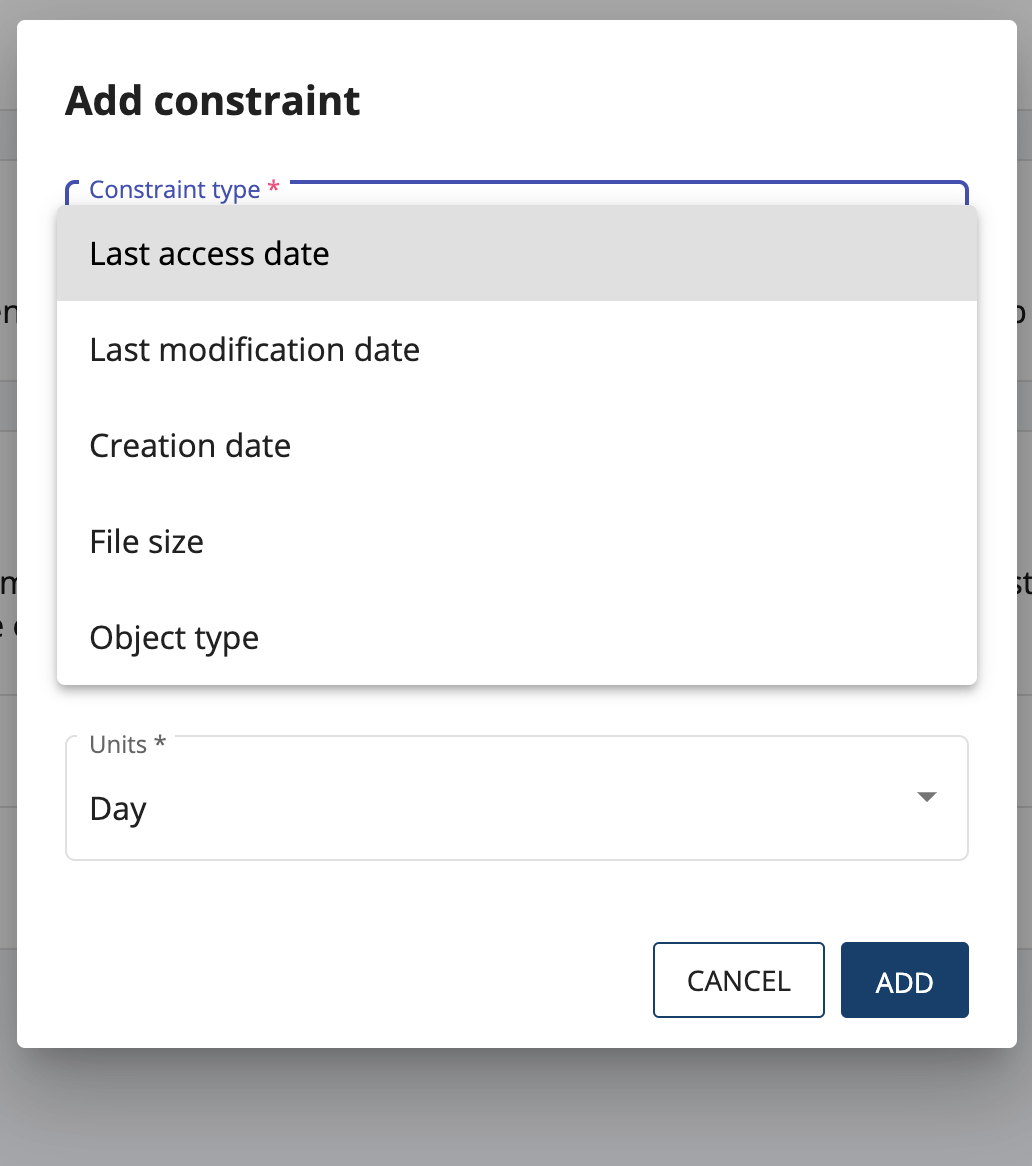 Add constraint
Constraint type *
Last access date
Last modification date
Creation date
File size
Object type
Units *
Day
CANCEL
ADD